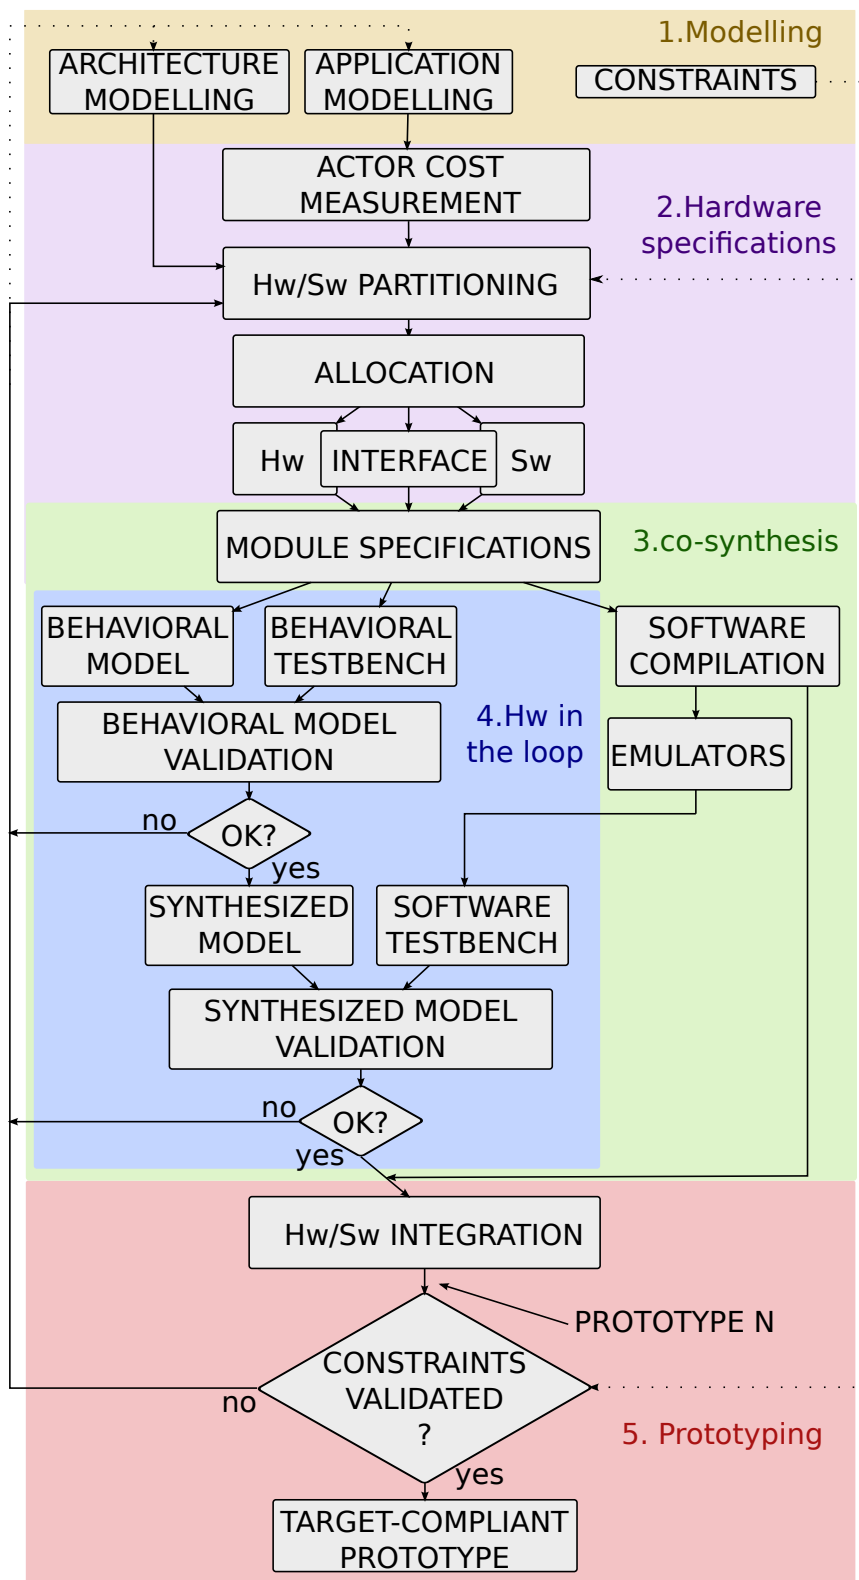 1.Modelling
ARCHITECTURE
MODELLING
APPLICATION
MODELLING
CONSTRAINTS
ACTOR COST
MEASUREMENT
2.Hardware
specifications
Hw/Sw PARTITIONING
ALLOCATION
Hw
INTERFACE
Sw
MODULE SPECIFICATIONS
3.co-synthesis
BEHAVIORAL
MODEL
BEHAVIORAL
TESTBENCH
SOFTWARE
COMPILATION
BEHAVIORAL MODEL
VALIDATION
4.Hw in
the loop
EMULATORS
no
OK?
yes
SYNTHESIZED
MODEL
SOFTWARE
TESTBENCH
SYNTHESIZED MODEL
VALIDATION
no
OK?
yes
Hw/Sw INTEGRATION
PROTOTYPE N
CONSTRAINTS
VALIDATED
?
no
5. Prototyping
yes
TARGET-COMPLIANT
PROTOTYPE